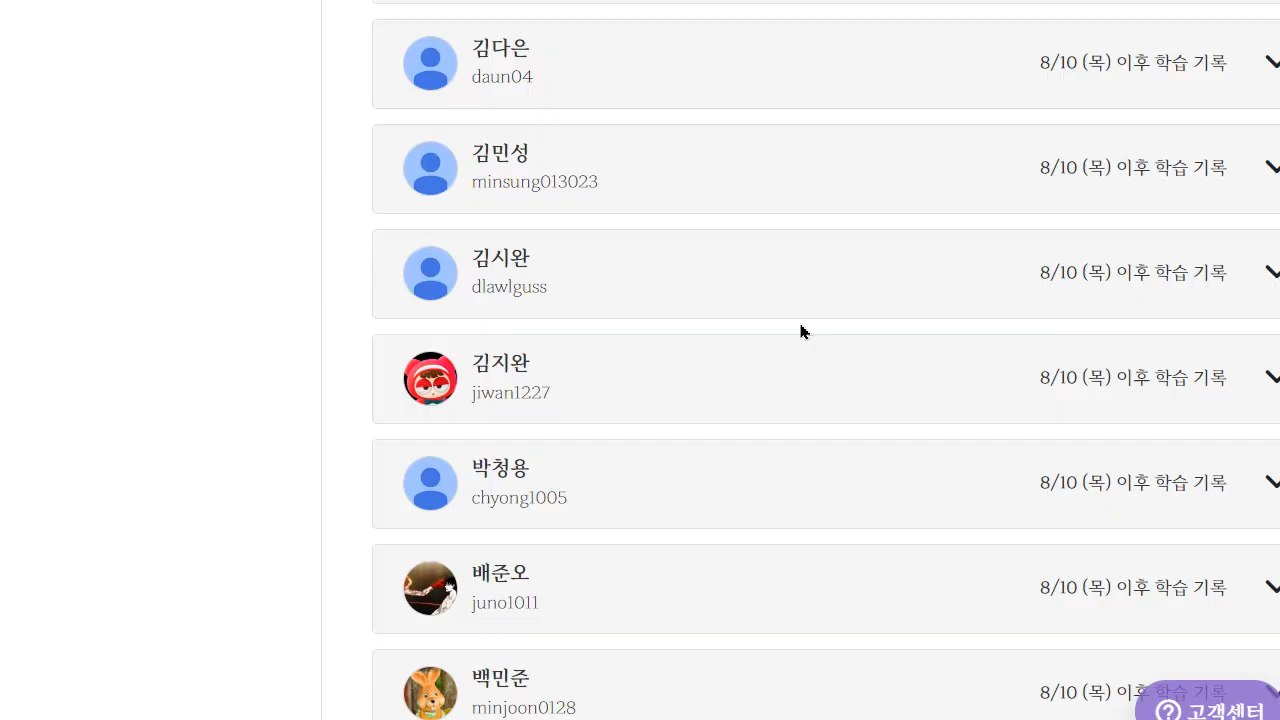 김다은
daun04
8/10 (목) 이후 학습 기록
김민성
minsung013023
8/10 (목) 이후 학습 기록
김시완
dlawlguss
8/10 (목) 이후 학습 기록
김지완
jiwan1227
8/10 (목) 이후 학습 기록
박청용
chyong1005
8/10 (목) 이후 학습 기록
배준오
juno1011
8/10 (목) 이후 학습 기록
백민준
minjoon0128
8/10 (목) 이후 학습 기록
고객센터